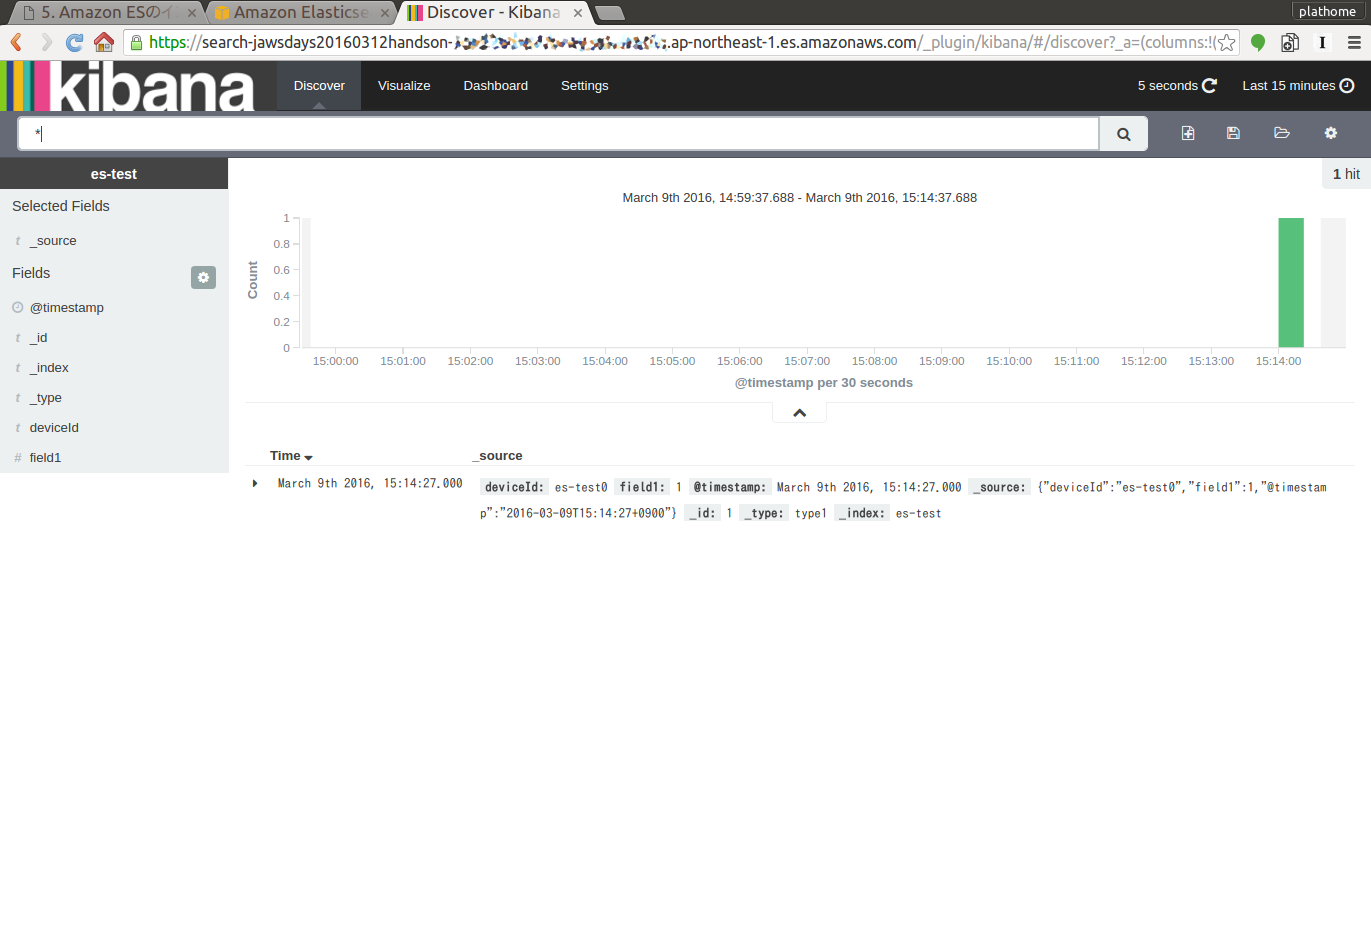 5. Amazon ESのイ
Amazon Elasticse
Discover - Kibana
plathome
https://search-jawsdays20160312handson-
.ap-northeast-1.es.amazonaws.com/_plugin/kibana/#/discover?_a=(columns:!(
kibana
Discover
Visualize
Dashboard
Settings
5 seconds
Last 15 minutes
*
es-test
1 hit
Selected Fields
t _source
Fields
@timestamp
t _id
t _index
t _type
t deviceId
# field1
March 9th 2016, 14:59:37.688 - March 9th 2016, 15:14:37.688
Count
1
0.8
0.6
0.4
0.2
0
15:00:00 15:01:00 15:02:00 15:03:00 15:04:00 15:05:00 15:06:00 15:07:00 15:08:00 15:09:00 15:10:00 15:11:00 15:12:00 15:13:00 15:14:00
@timestamp per 30 seconds
Time _source
March 9th 2016, 15:14:27.000 deviceId: es-test0 field1: 1 @timestamp: March 9th 2016, 15:14:27.000 _source: {"deviceId":"es-test0","field1":1,"@timestam
p":"2016-03-09T15:14:27+0900"} _id: 1 _type: type1 _index: es-test